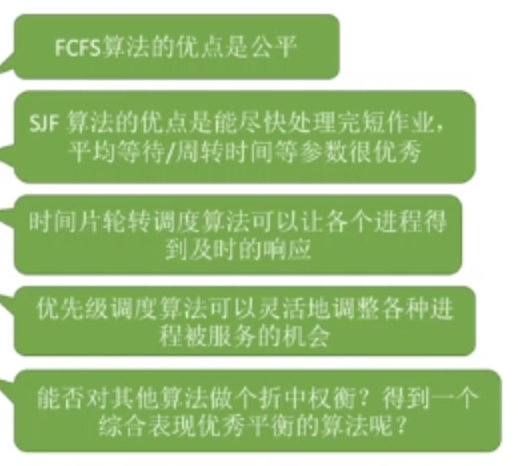 FCFS算法的优点是公平
SJF 算法的优点是能尽快处理完短作业，
平均等待/周转时间等参数很优秀
时间片轮转调度算法可以让各个进程得
到及时的响应
优先级调度算法可以灵活地调整各种进
程被服务的机会
能否对其他算法做个折中权衡？得到一个
综合表现优秀平衡的算法呢？